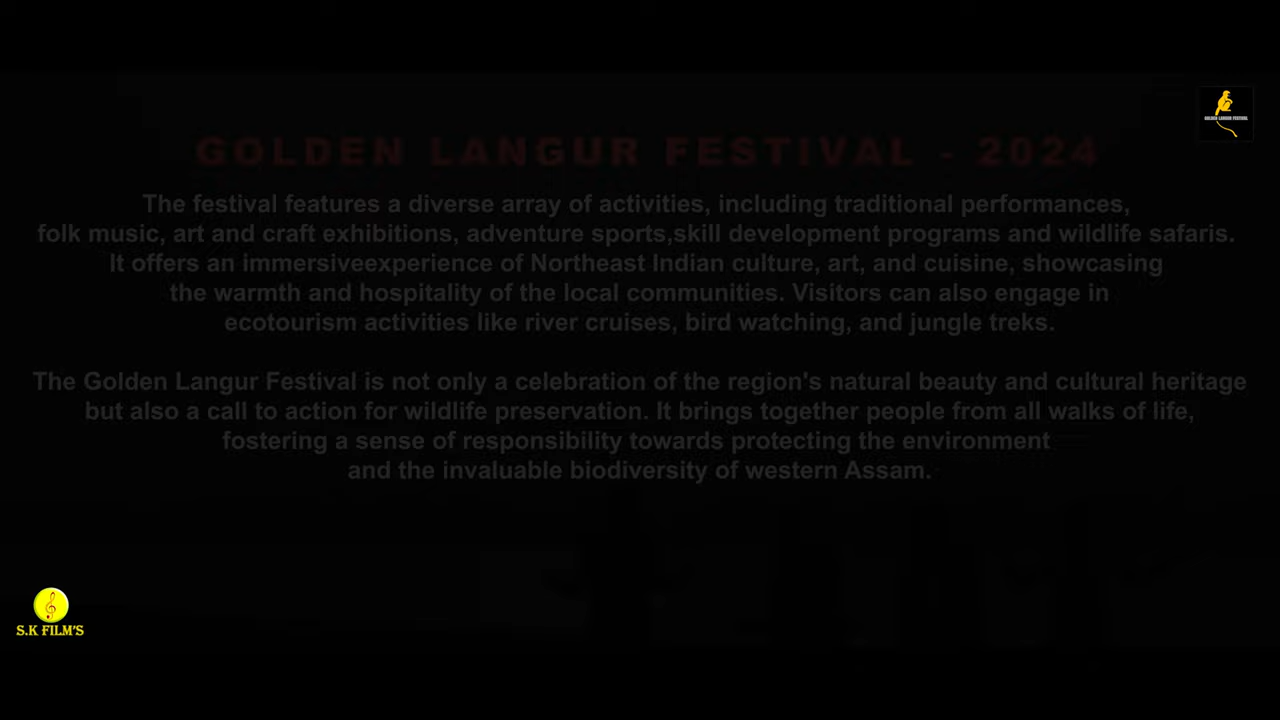 GOLDEN LANGUR FESTIVAL
GOLDEN LANGUR FESTIVAL - 2024
The festival features a diverse array of activities, including traditional performances,
folk music, art and craft exhibitions, adventure sports,skill development programs and wildlife safaris.
It offers an immersiveexperience of Northeast Indian culture, art, and cuisine, showcasing
the warmth and hospitality of the local communities. Visitors can also engage in
ecotourism activities like river cruises, bird watching, and jungle treks.
The Golden Langur Festival is not only a celebration of the region's natural beauty and cultural heritage
but also a call to action for wildlife preservation. It brings together people from all walks of life,
fostering a sense of responsibility towards protecting the environment
and the invaluable biodiversity of western Assam.
S.K FILM'S